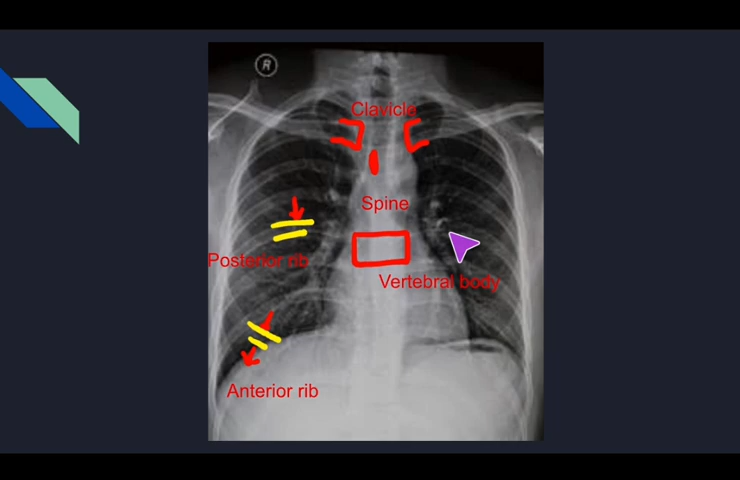 R
Clavicle
Spine
Posterior rib
Vertebral body
Anterior rib